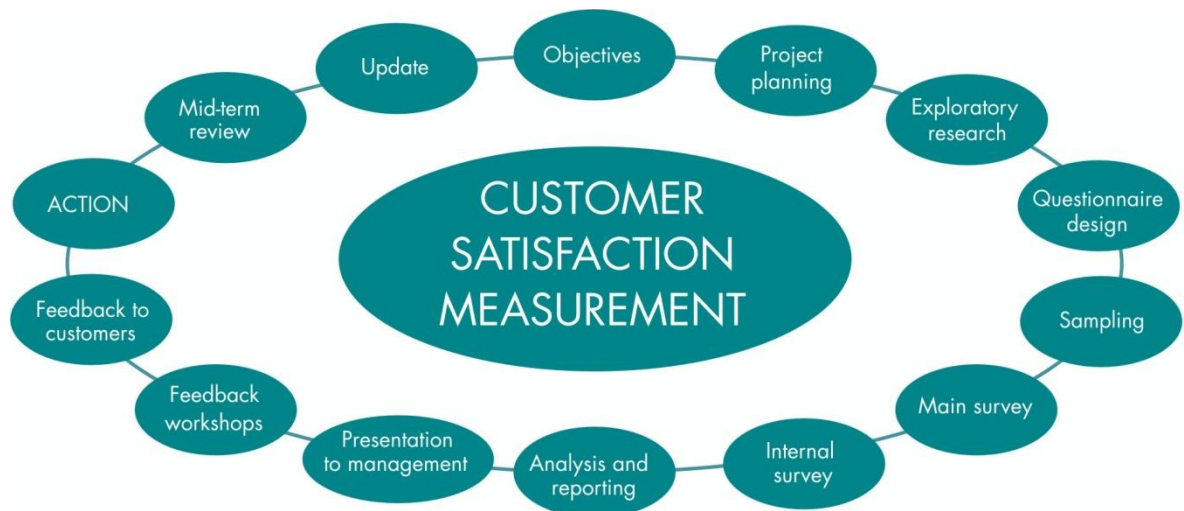 CUSTOMER
SATISFACTION
MEASUREMENT
Objectives
Project
planning
Exploratory
research
Questionnaire
design
Sampling
Main survey
Internal
survey
Analysis and
reporting
Presentation
to management
Feedback
workshops
Feedback to
customers
ACTION
Mid-term
review
Update